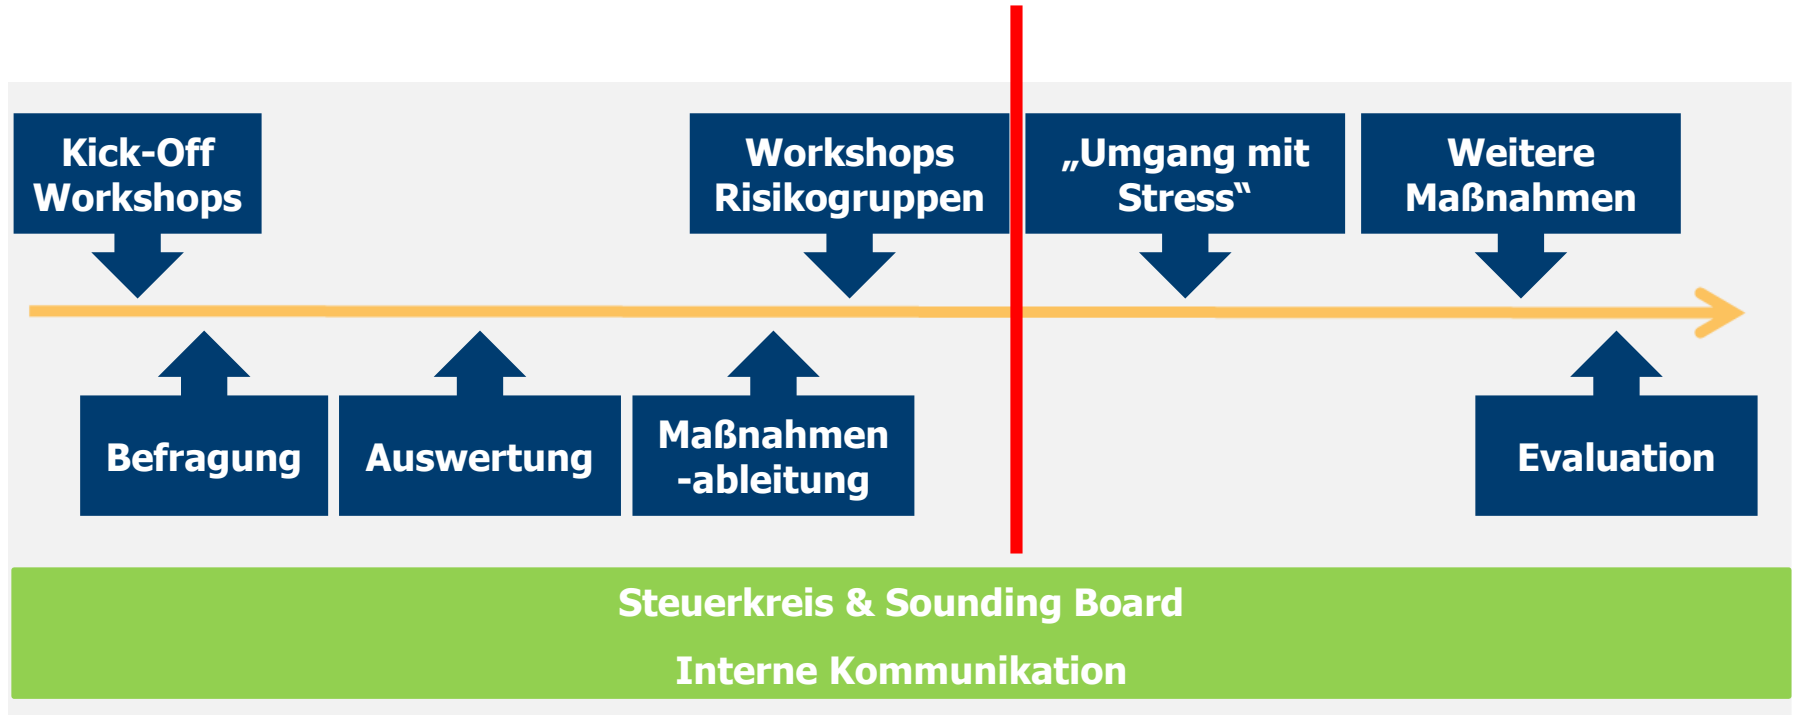 Kick-Off
Workshops
Workshops
Risikogruppen
„Umgang mit
Stress“
Weitere
Maßnahmen
Befragung
Auswertung
Maßnahmen
-ableitung
Evaluation
Steuerkreis & Sounding Board
Interne Kommunikation